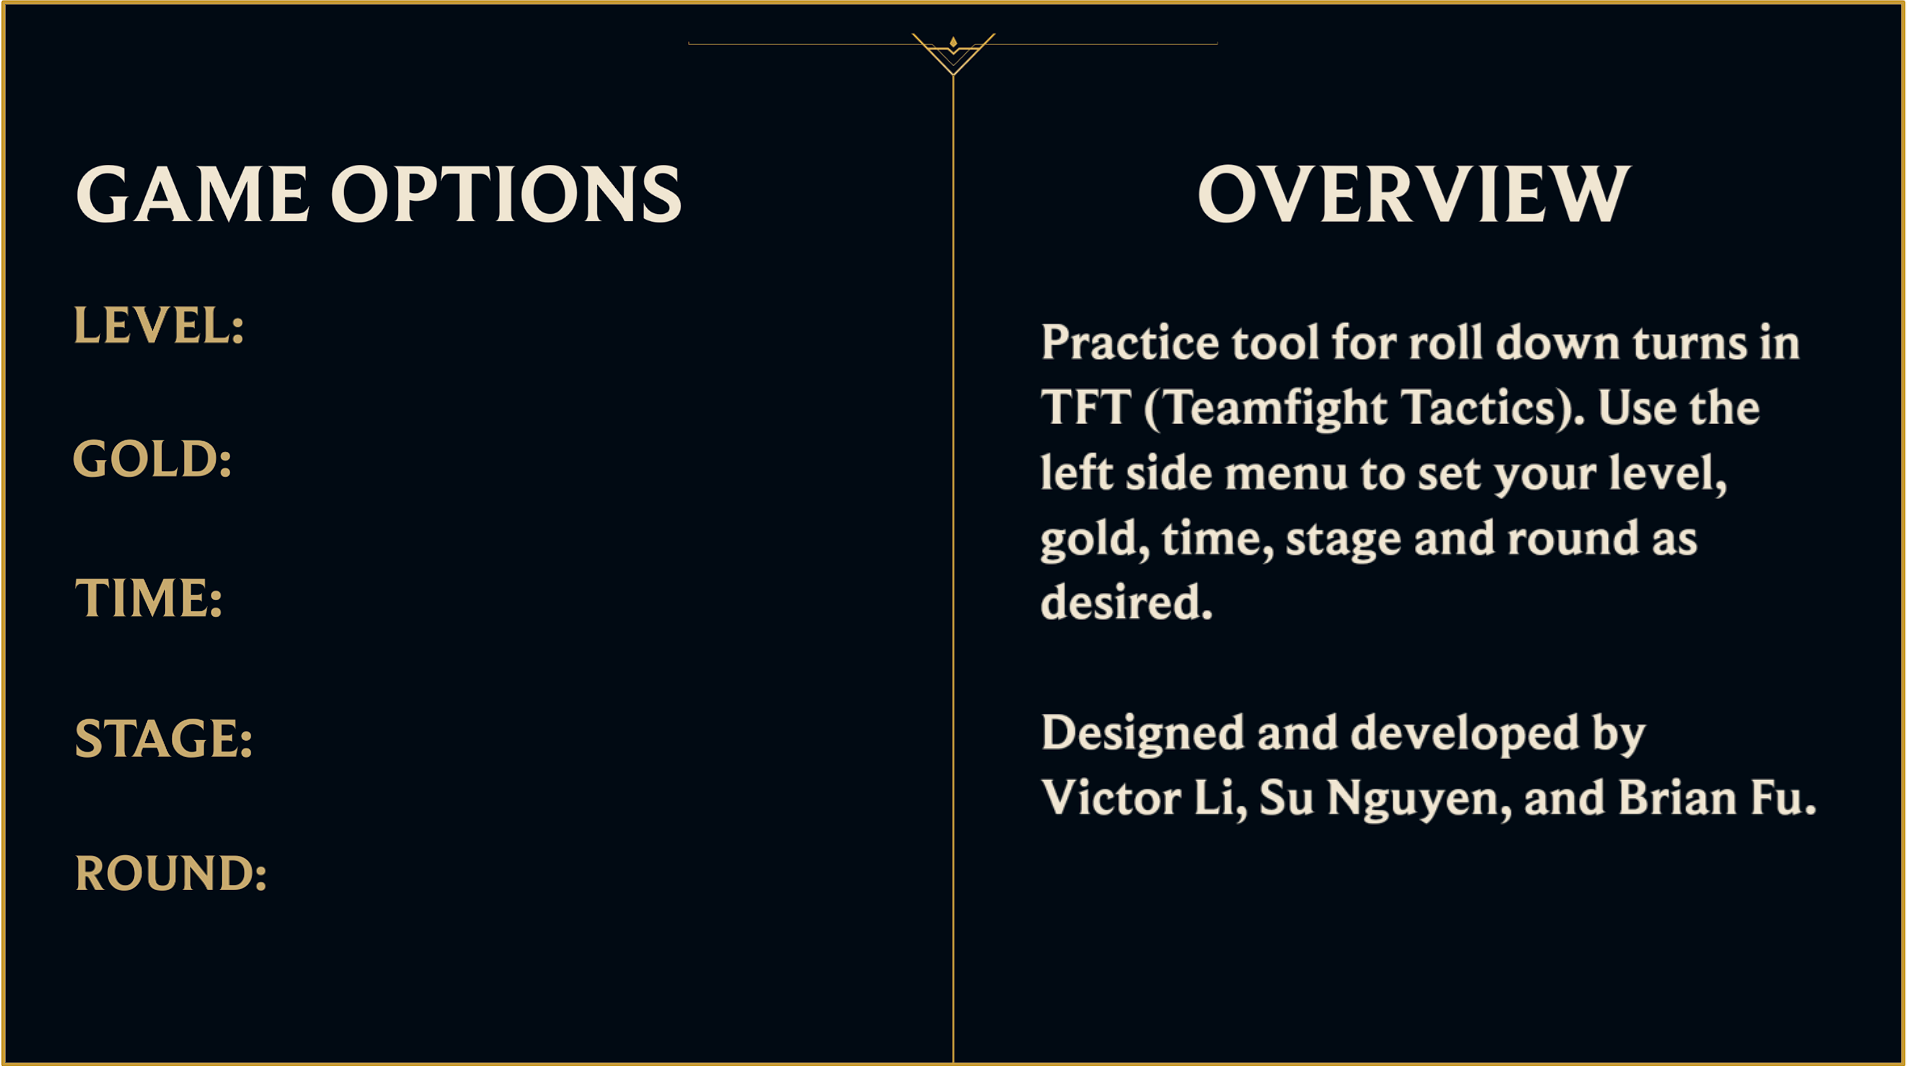 GAME OPTIONS
LEVEL:
GOLD:
TIME:
STAGE:
ROUND:
OVERVIEW
Practice tool for roll down turns in
TFT (Teamfight Tactics). Use the
left side menu to set your level,
gold, time, stage and round as
desired.
Designed and developed by
Victor Li, Su Nguyen, and Brian Fu.